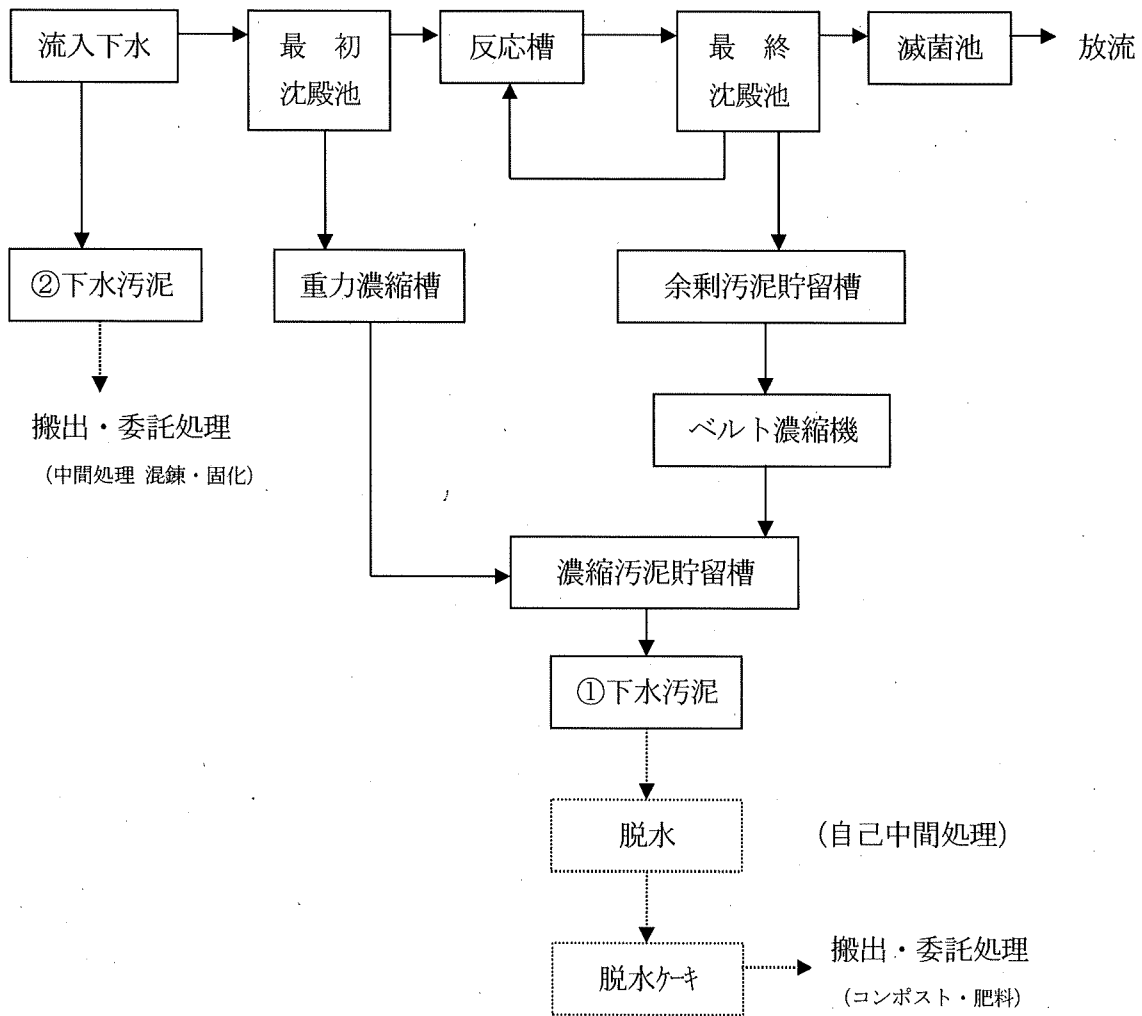 流入下水
最 初
沈殿池
反応槽
最 終
沈殿池
滅菌池
放流
②下水汚泥
重力濃縮槽
余剰汚泥貯留槽
搬出・委託処理
(中間処理 混錬・固化)
ベルト濃縮機
濃縮汚泥貯留槽
①下水汚泥
脱水
(自己中間処理)
脱水ケーキ
搬出・委託処理
(コンポスト・肥料)